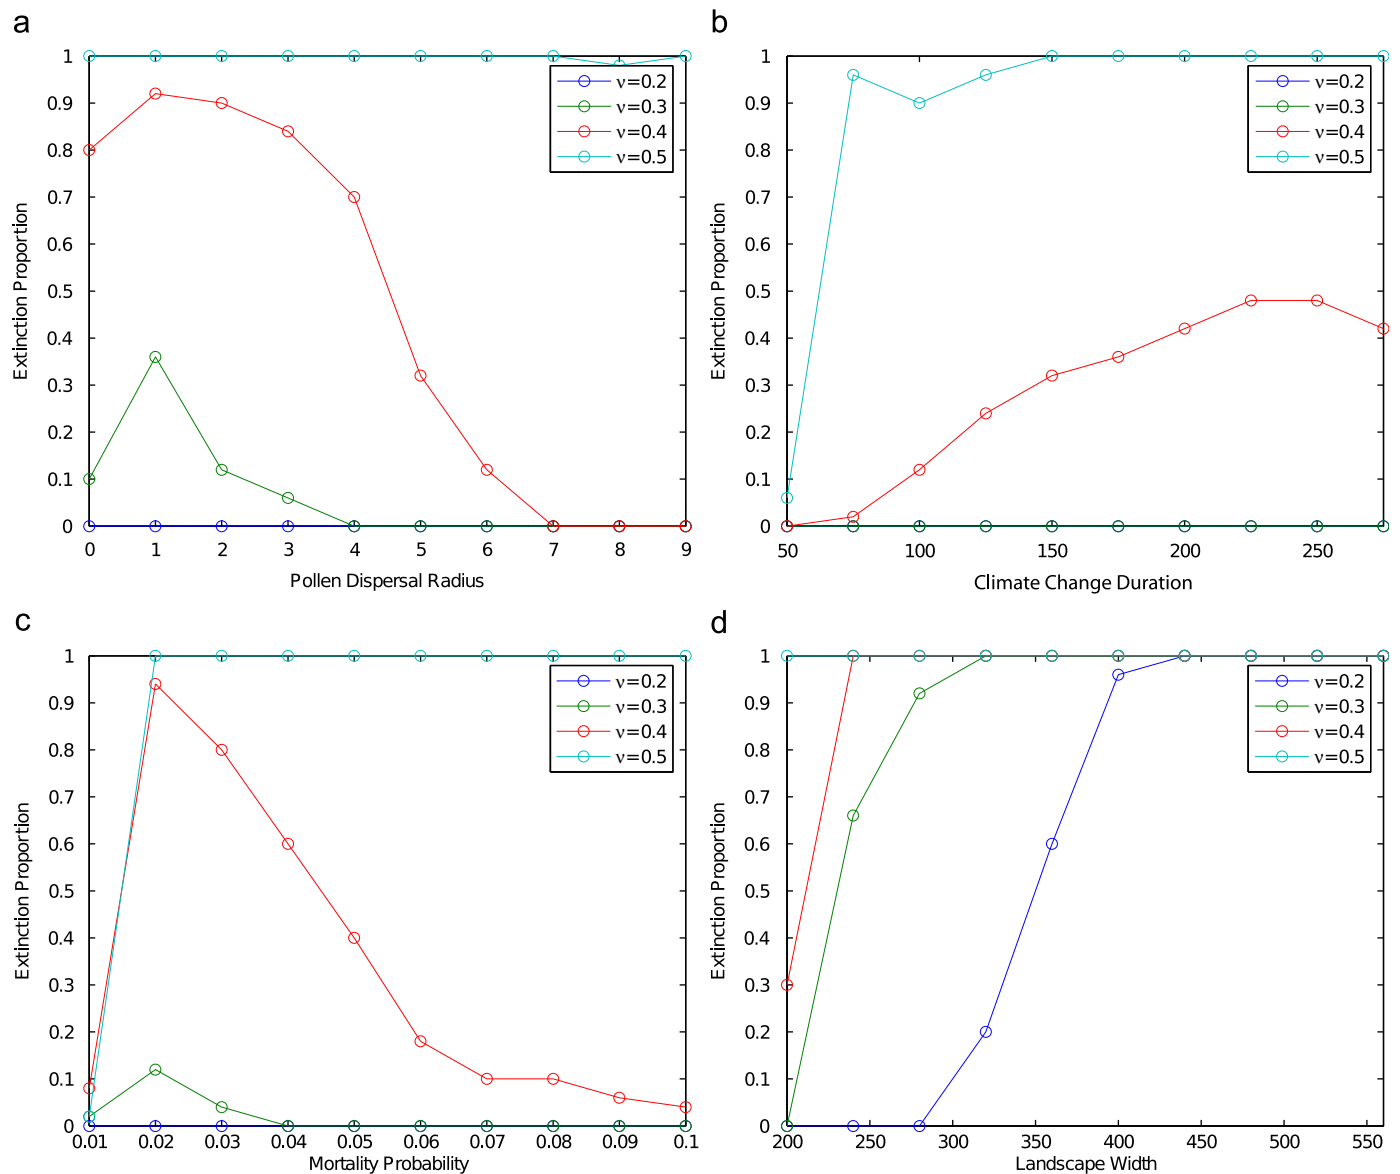 a
1
0.9
0.8
0.7
0.6
0.5
0.4
0.3
0.2
0.1
0
Extinction Proportion
0 1 2 3 4 5 6 7 8 9
Pollen Dispersal Radius
ν=0.2
ν=0.3
ν=0.4
ν=0.5
b
1
0.9
0.8
0.7
0.6
0.5
0.4
0.3
0.2
0.1
0
Extinction Proportion
50 100 150 200 250
Climate Change Duration
ν=0.2
ν=0.3
ν=0.4
ν=0.5
c
1
0.9
0.8
0.7
0.6
0.5
0.4
0.3
0.2
0.1
0
Extinction Proportion
0.01 0.02 0.03 0.04 0.05 0.06 0.07 0.08 0.09 0.1
Mortality Probability
ν=0.2
ν=0.3
ν=0.4
ν=0.5
d
1
0.9
0.8
0.7
0.6
0.5
0.4
0.3
0.2
0.1
0
Extinction Proportion
200 250 300 350 400 450 500 550
Landscape Width
ν=0.2
ν=0.3
ν=0.4
ν=0.5